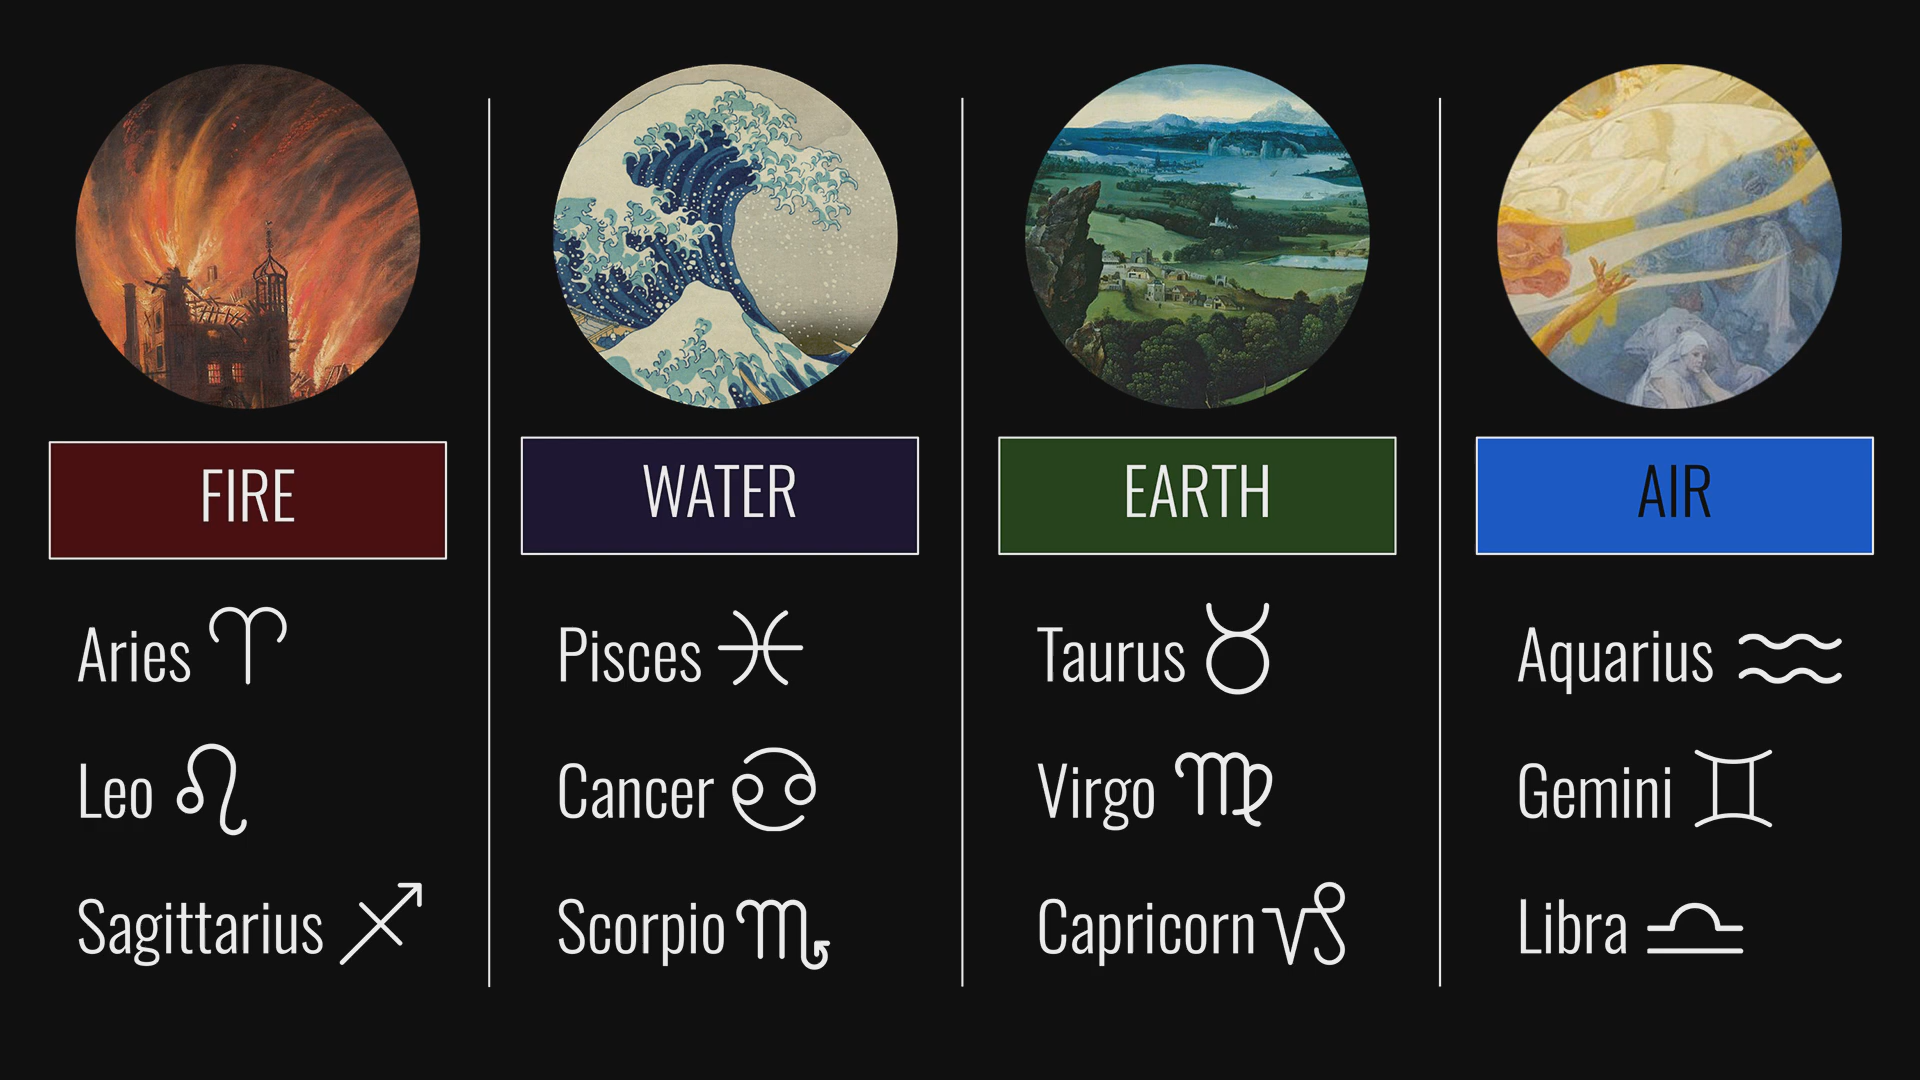 FIRE
Aries
Leo
Sagittarius
WATER
Pisces
Cancer
Scorpio
EARTH
Taurus
Virgo
Capricorn
AIR
Aquarius
Gemini
Libra